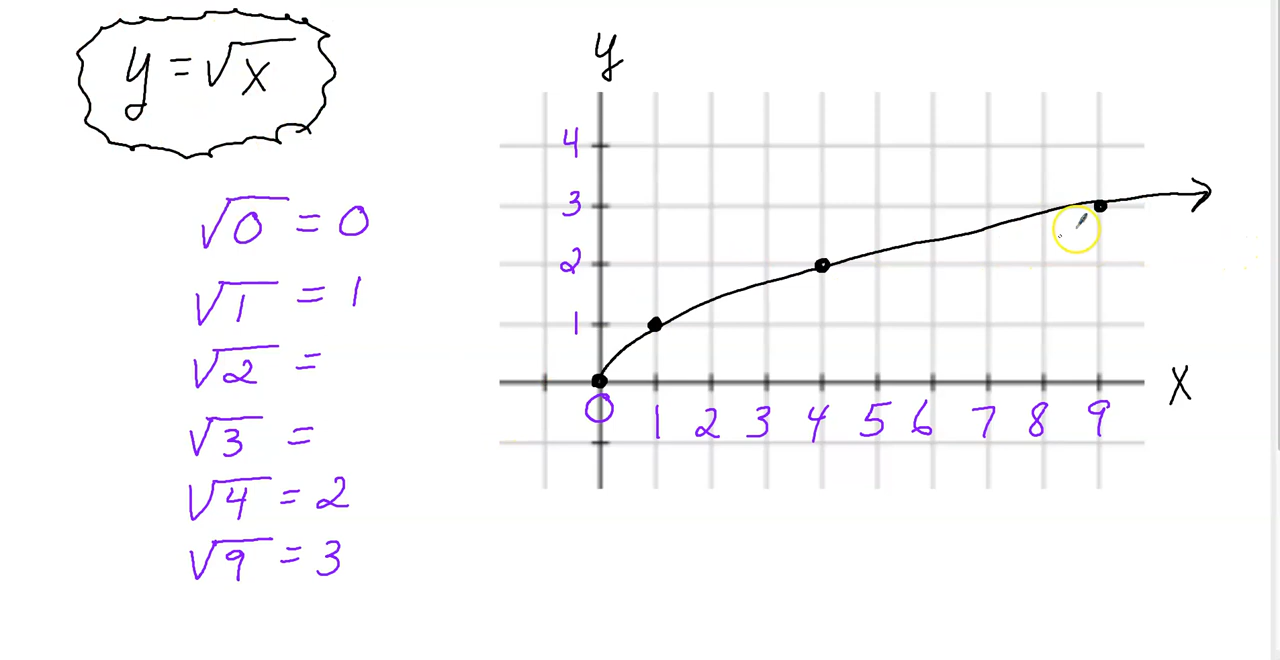 y = √x
√0 = 0
√1 = 1
√2 =
√3 =
√4 = 2
√9 = 3
y
4
3
2
1
0 1 2 3 4 5 6 7 8 9
x